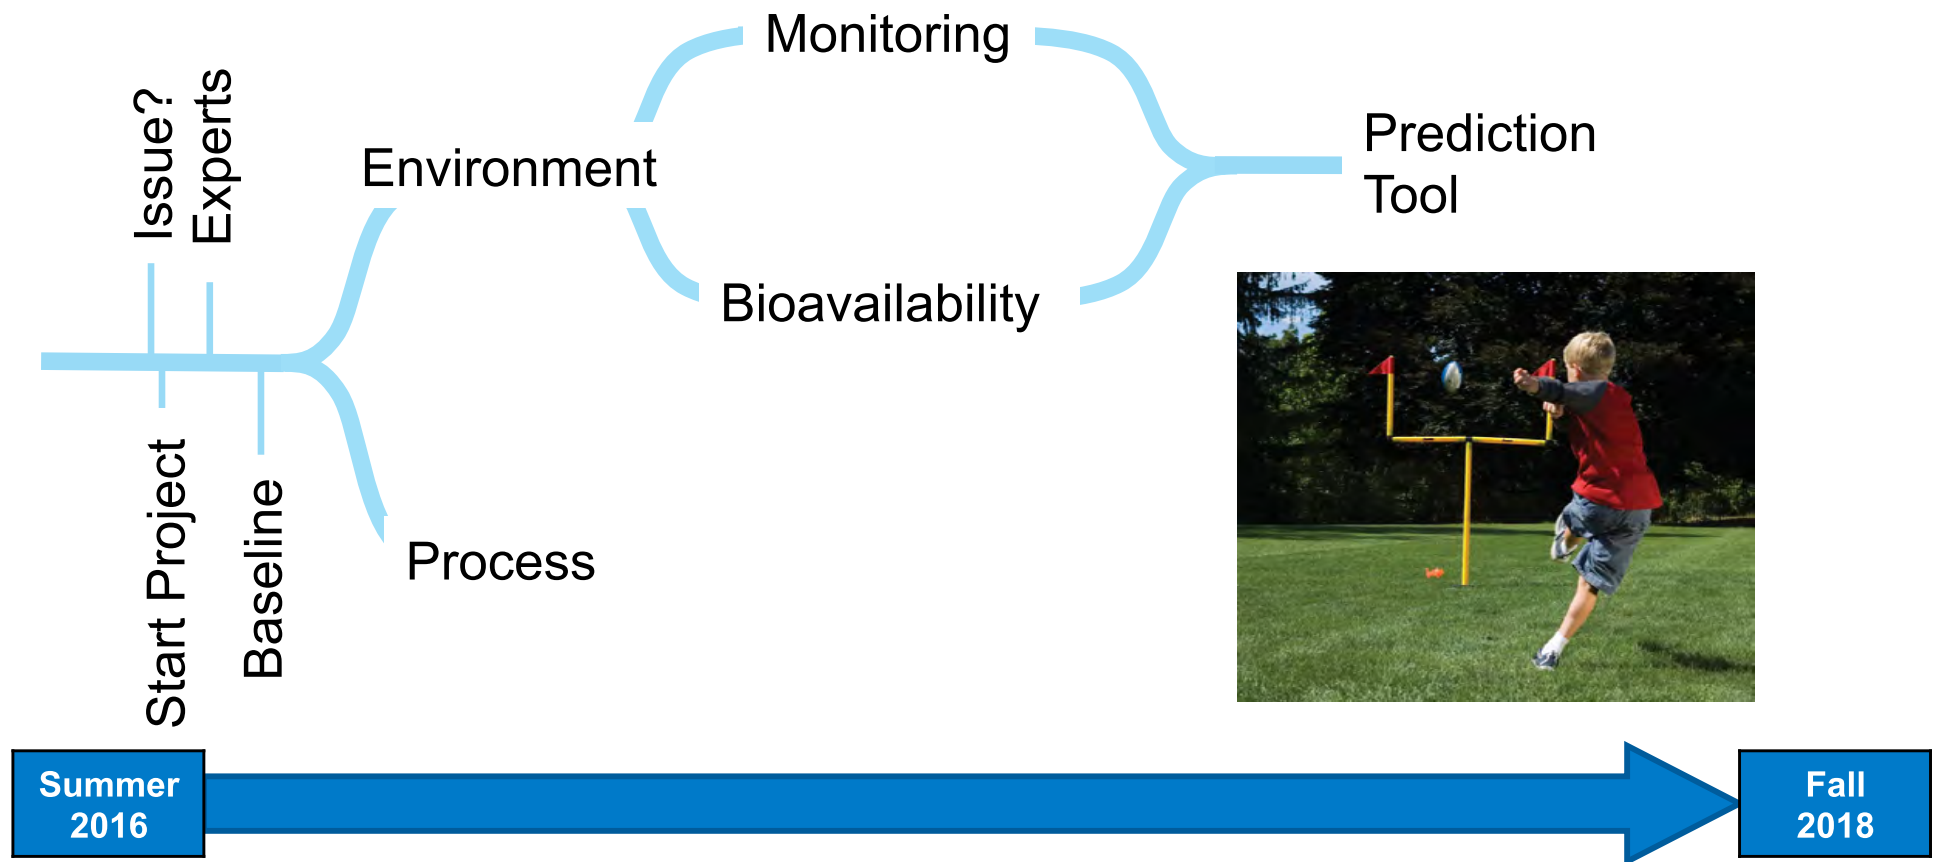 Monitoring
Issue?
Experts
Environment
Prediction
Tool
Bioavailability
Start Project
Baseline
Process
Summer
2016
Fall
2018